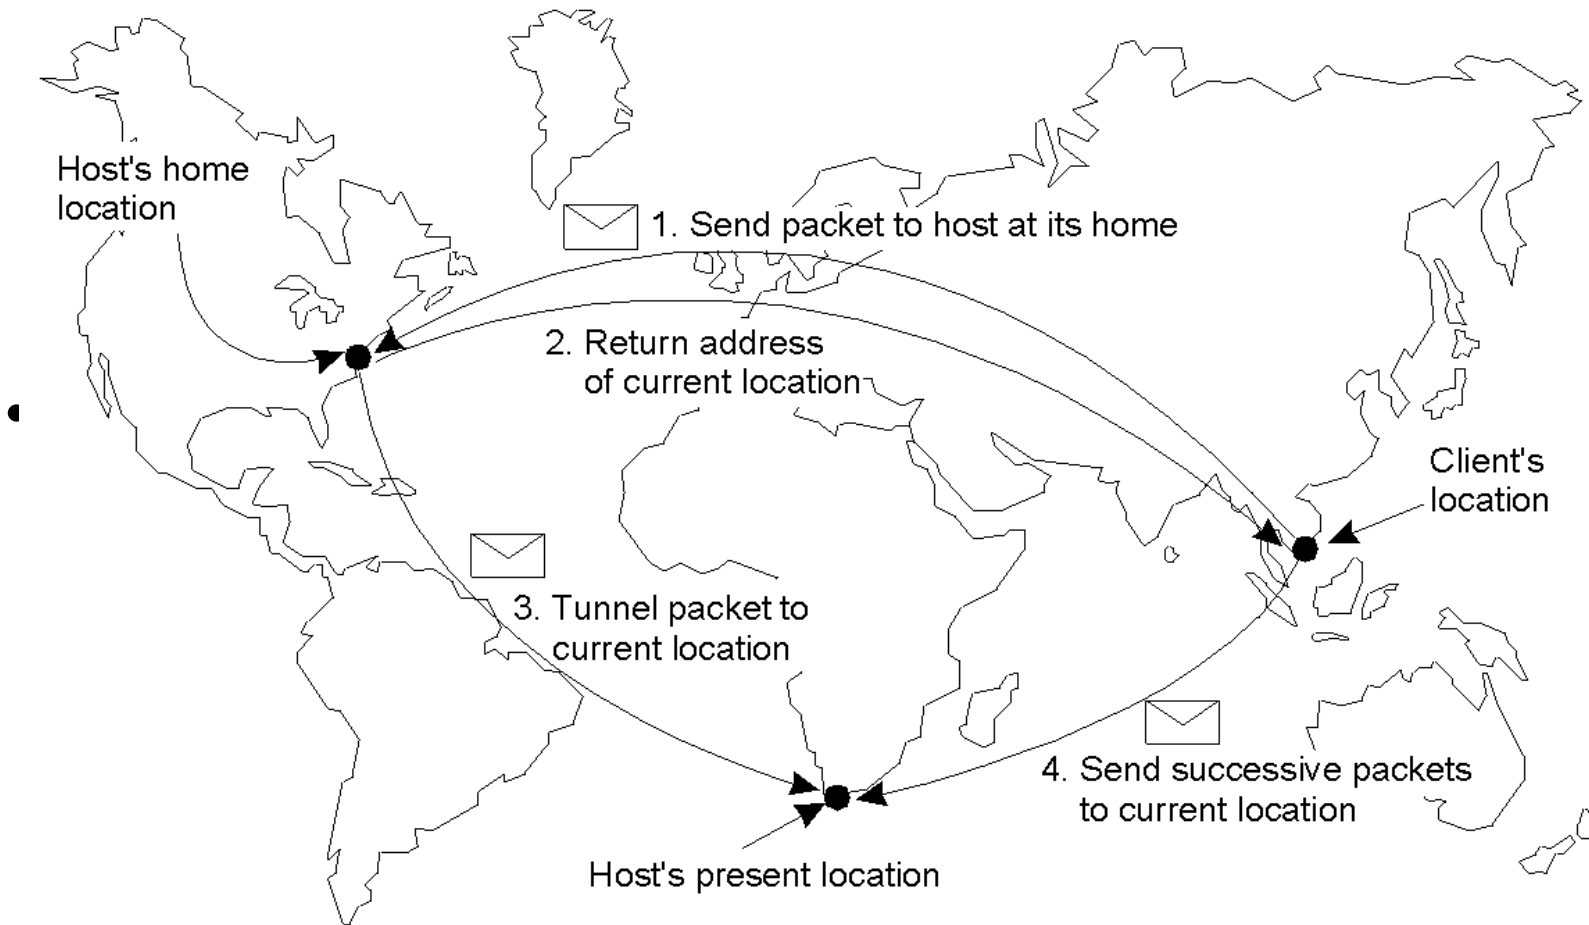 Host's home
location
1. Send packet to host at its home
2. Return address
of current location
Client's
location
3. Tunnel packet to
current location
4. Send successive packets
to current location
Host's present location